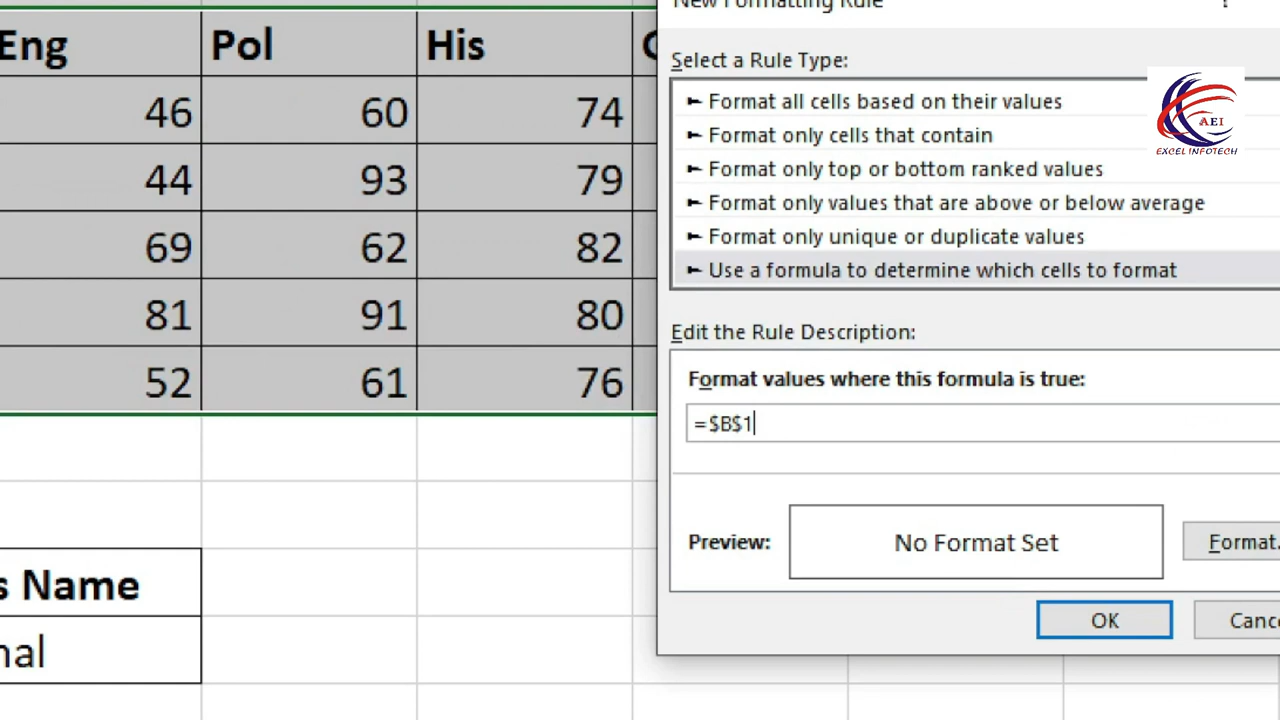 New Formatting Rule ?
Eng Pol His
Select a Rule Type:
46 60 74
► Format all cells based on their values
► Format only cells that contain
44 93 79
► Format only top or bottom ranked values
► Format only values that are above or below average
69 62 82
► Format only unique or duplicate values
► Use a formula to determine which cells to format
81 91 80
Edit the Rule Description:
52 61 76
Format values where this formula is true:
=$B$1
Preview: No Format Set Format.
s Name
OK Cance
nal
AEI
EXCEL INFOTECH